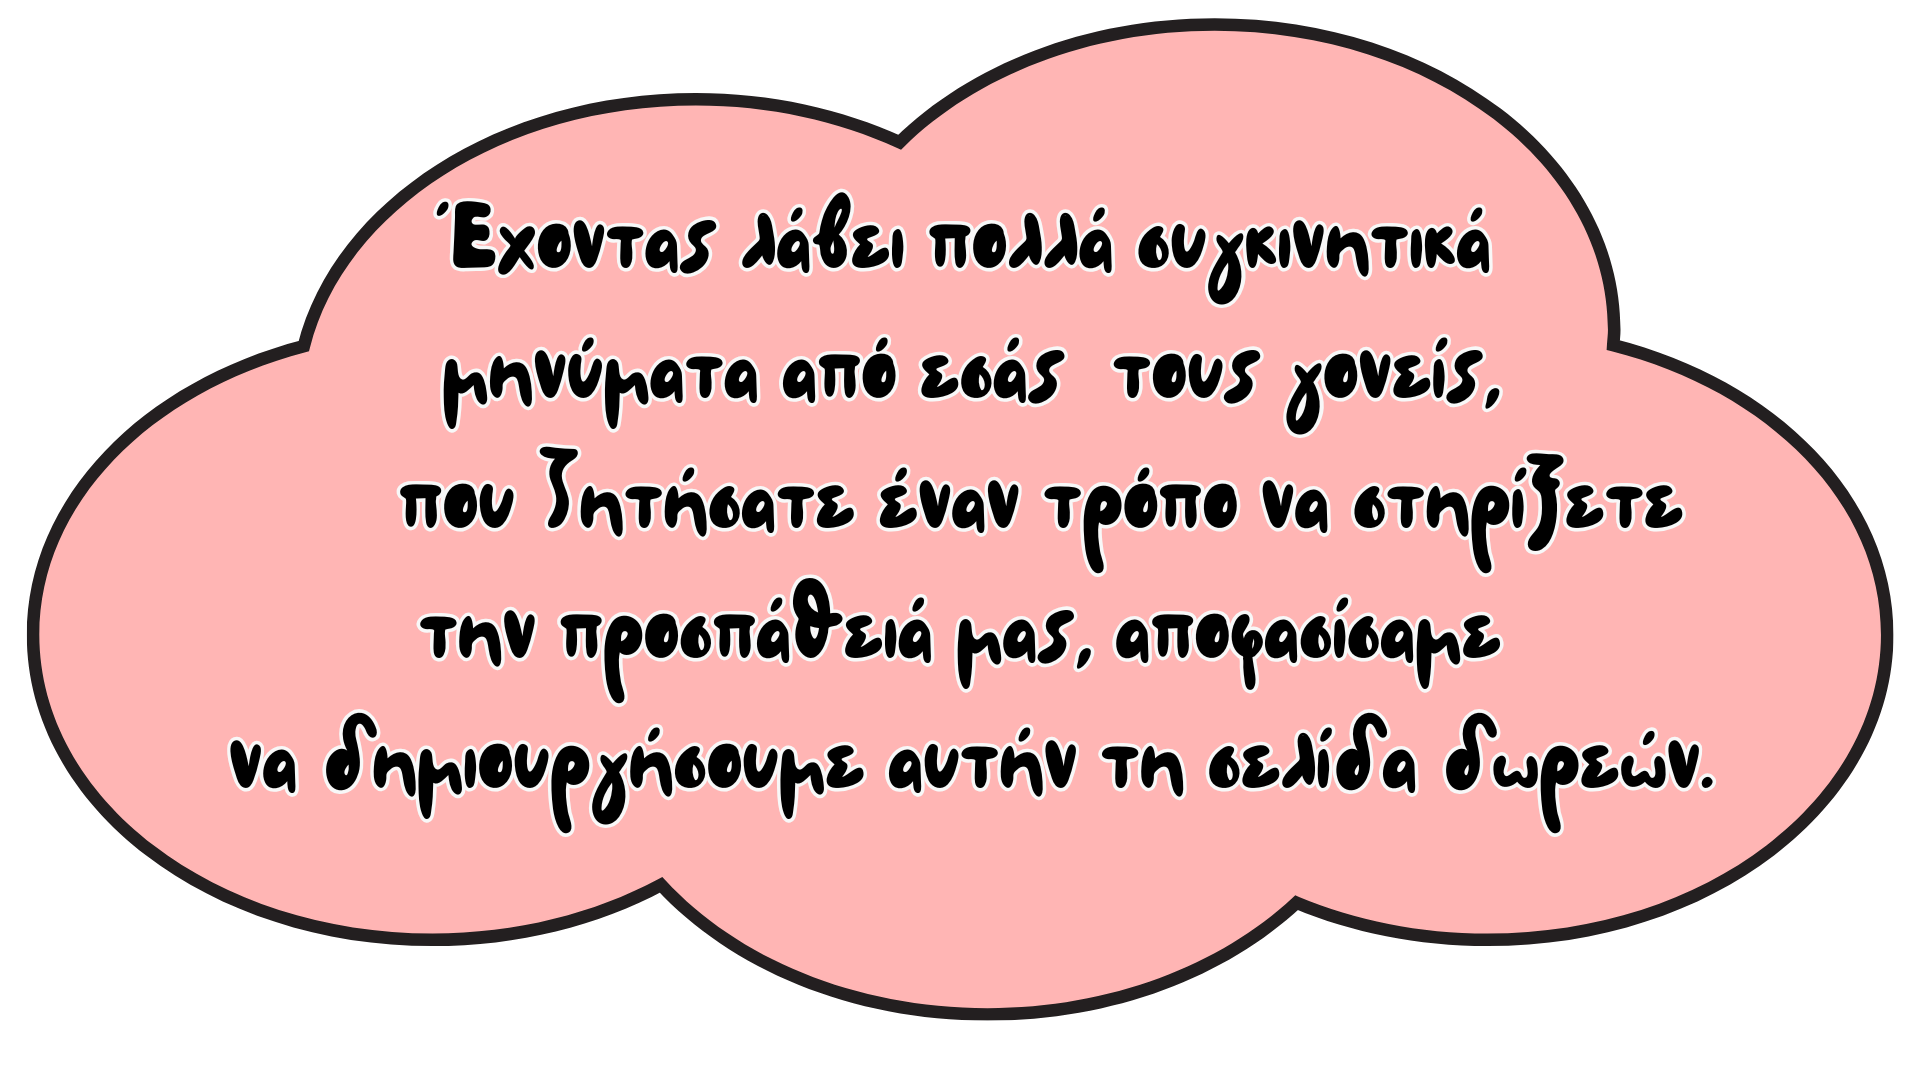 Έχοντας λάβει πολλά συγκινητικά
μηνύματα από εσάς τους γονείς,
που ζητήσατε έναν τρόπο να στηρίξετε
την προσπάθειά μας, αποφασίσαμε
να δημιουργήσουμε αυτήν τη σελίδα δωρεών.